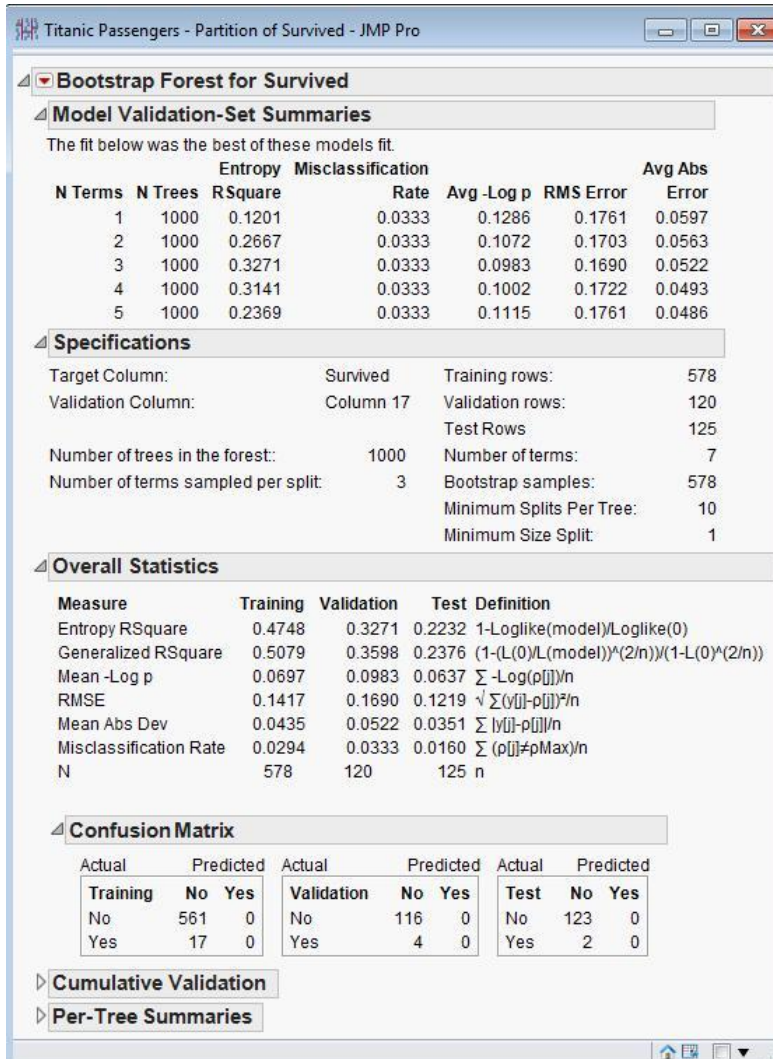 Titanic Passengers - Partition of Survived - JMP Pro
Bootstrap Forest for Survived
Model Validation-Set Summaries
The fit below was the best of these models fit.
Entropy Misclassification Avg Abs
N Terms N Trees RSquare Rate Avg -Log p RMS Error Error
1 1000 0.1201 0.0333 0.1286 0.1761 0.0597
2 1000 0.2667 0.0333 0.1072 0.1703 0.0563
3 1000 0.3271 0.0333 0.0983 0.1690 0.0522
4 1000 0.3141 0.0333 0.1002 0.1722 0.0493
5 1000 0.2369 0.0333 0.1115 0.1761 0.0486
Specifications
Target Column: Survived Training rows: 578
Validation Column: Column 17 Validation rows: 120
Test Rows 125
Number of trees in the forest:: 1000 Number of terms: 7
Number of terms sampled per split: 3 Bootstrap samples: 578
Minimum Splits Per Tree: 10
Minimum Size Split: 1
Overall Statistics
Measure Training Validation Test Definition
Entropy RSquare 0.4748 0.3271 0.2232 1-Loglike(model)/Loglike(0)
Generalized RSquare 0.5079 0.3598 0.2376 (1-(L(0)/L(model))^(2/n))/(1-L(0)^(2/n))
Mean -Log p 0.0697 0.0983 0.0637 ∑ -Log(ρ[j])/n
RMSE 0.1417 0.1690 0.1219 √ ∑(y[j]-ρ[j])²/n
Mean Abs Dev 0.0435 0.0522 0.0351 ∑ |y[j]-ρ[j]|/n
Misclassification Rate 0.0294 0.0333 0.0160 ∑ (ρ[j]≠ρMax)/n
N 578 120 125 n
Confusion Matrix
Actual Predicted Actual Predicted Actual Predicted
Training No Yes Validation No Yes Test No Yes
No 561 0 No 116 0 No 123 0
Yes 17 0 Yes 4 0 Yes 2 0
Cumulative Validation
Per-Tree Summaries